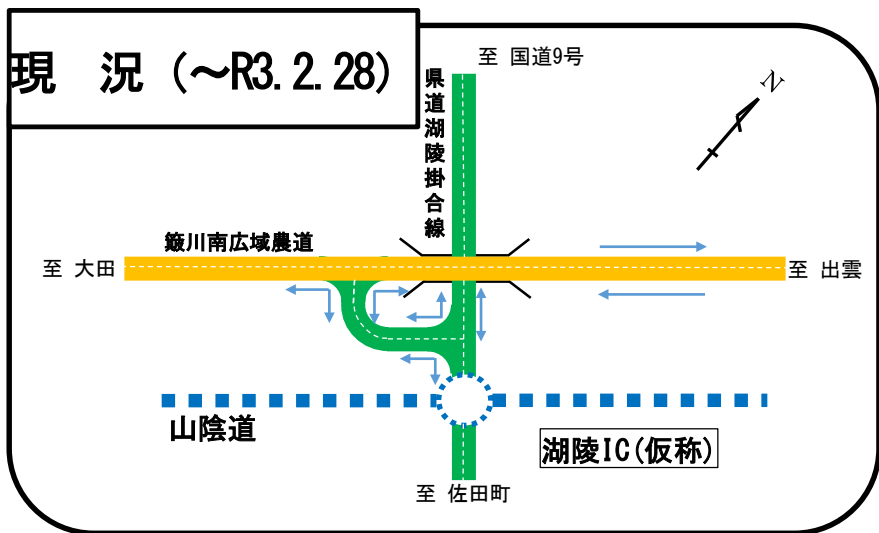 現　況（～R3.2.28）
至 国道9号
県道湖陵掛合線
N
簸川南広域農道
至 大田
至 出雲
山陰道
湖陵IC(仮称)
至 佐田町